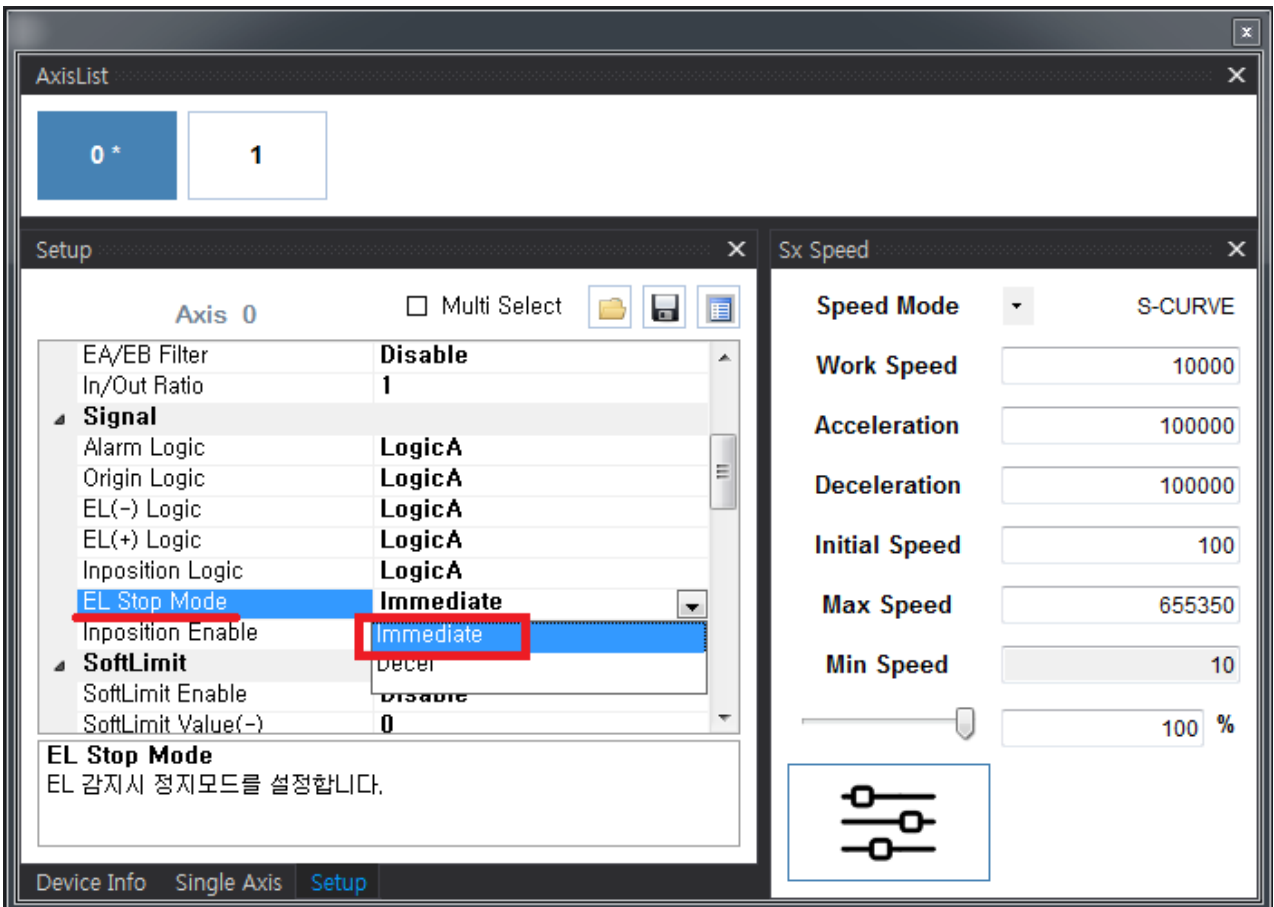 x
AxisList ×
0 * 1
Setup ×
Axis 0 Multi Select
EA/EB Filter Disable
In/Out Ratio 1
Signal
Alarm Logic LogicA
Origin Logic LogicA
EL(-) Logic LogicA
EL(+) Logic LogicA
Inposition Logic LogicA
EL Stop Mode Immediate
Inposition Enable Immediate
SoftLimit Decel
SoftLimit Enable Disable
SoftLimit Value(-) 0
EL Stop Mode
EL 감지시 정지모드를 설정합니다.
Device Info Single Axis Setup
Sx Speed ×
Speed Mode S-CURVE
Work Speed 10000
Acceleration 100000
Deceleration 100000
Initial Speed 100
Max Speed 655350
Min Speed 10
100 %